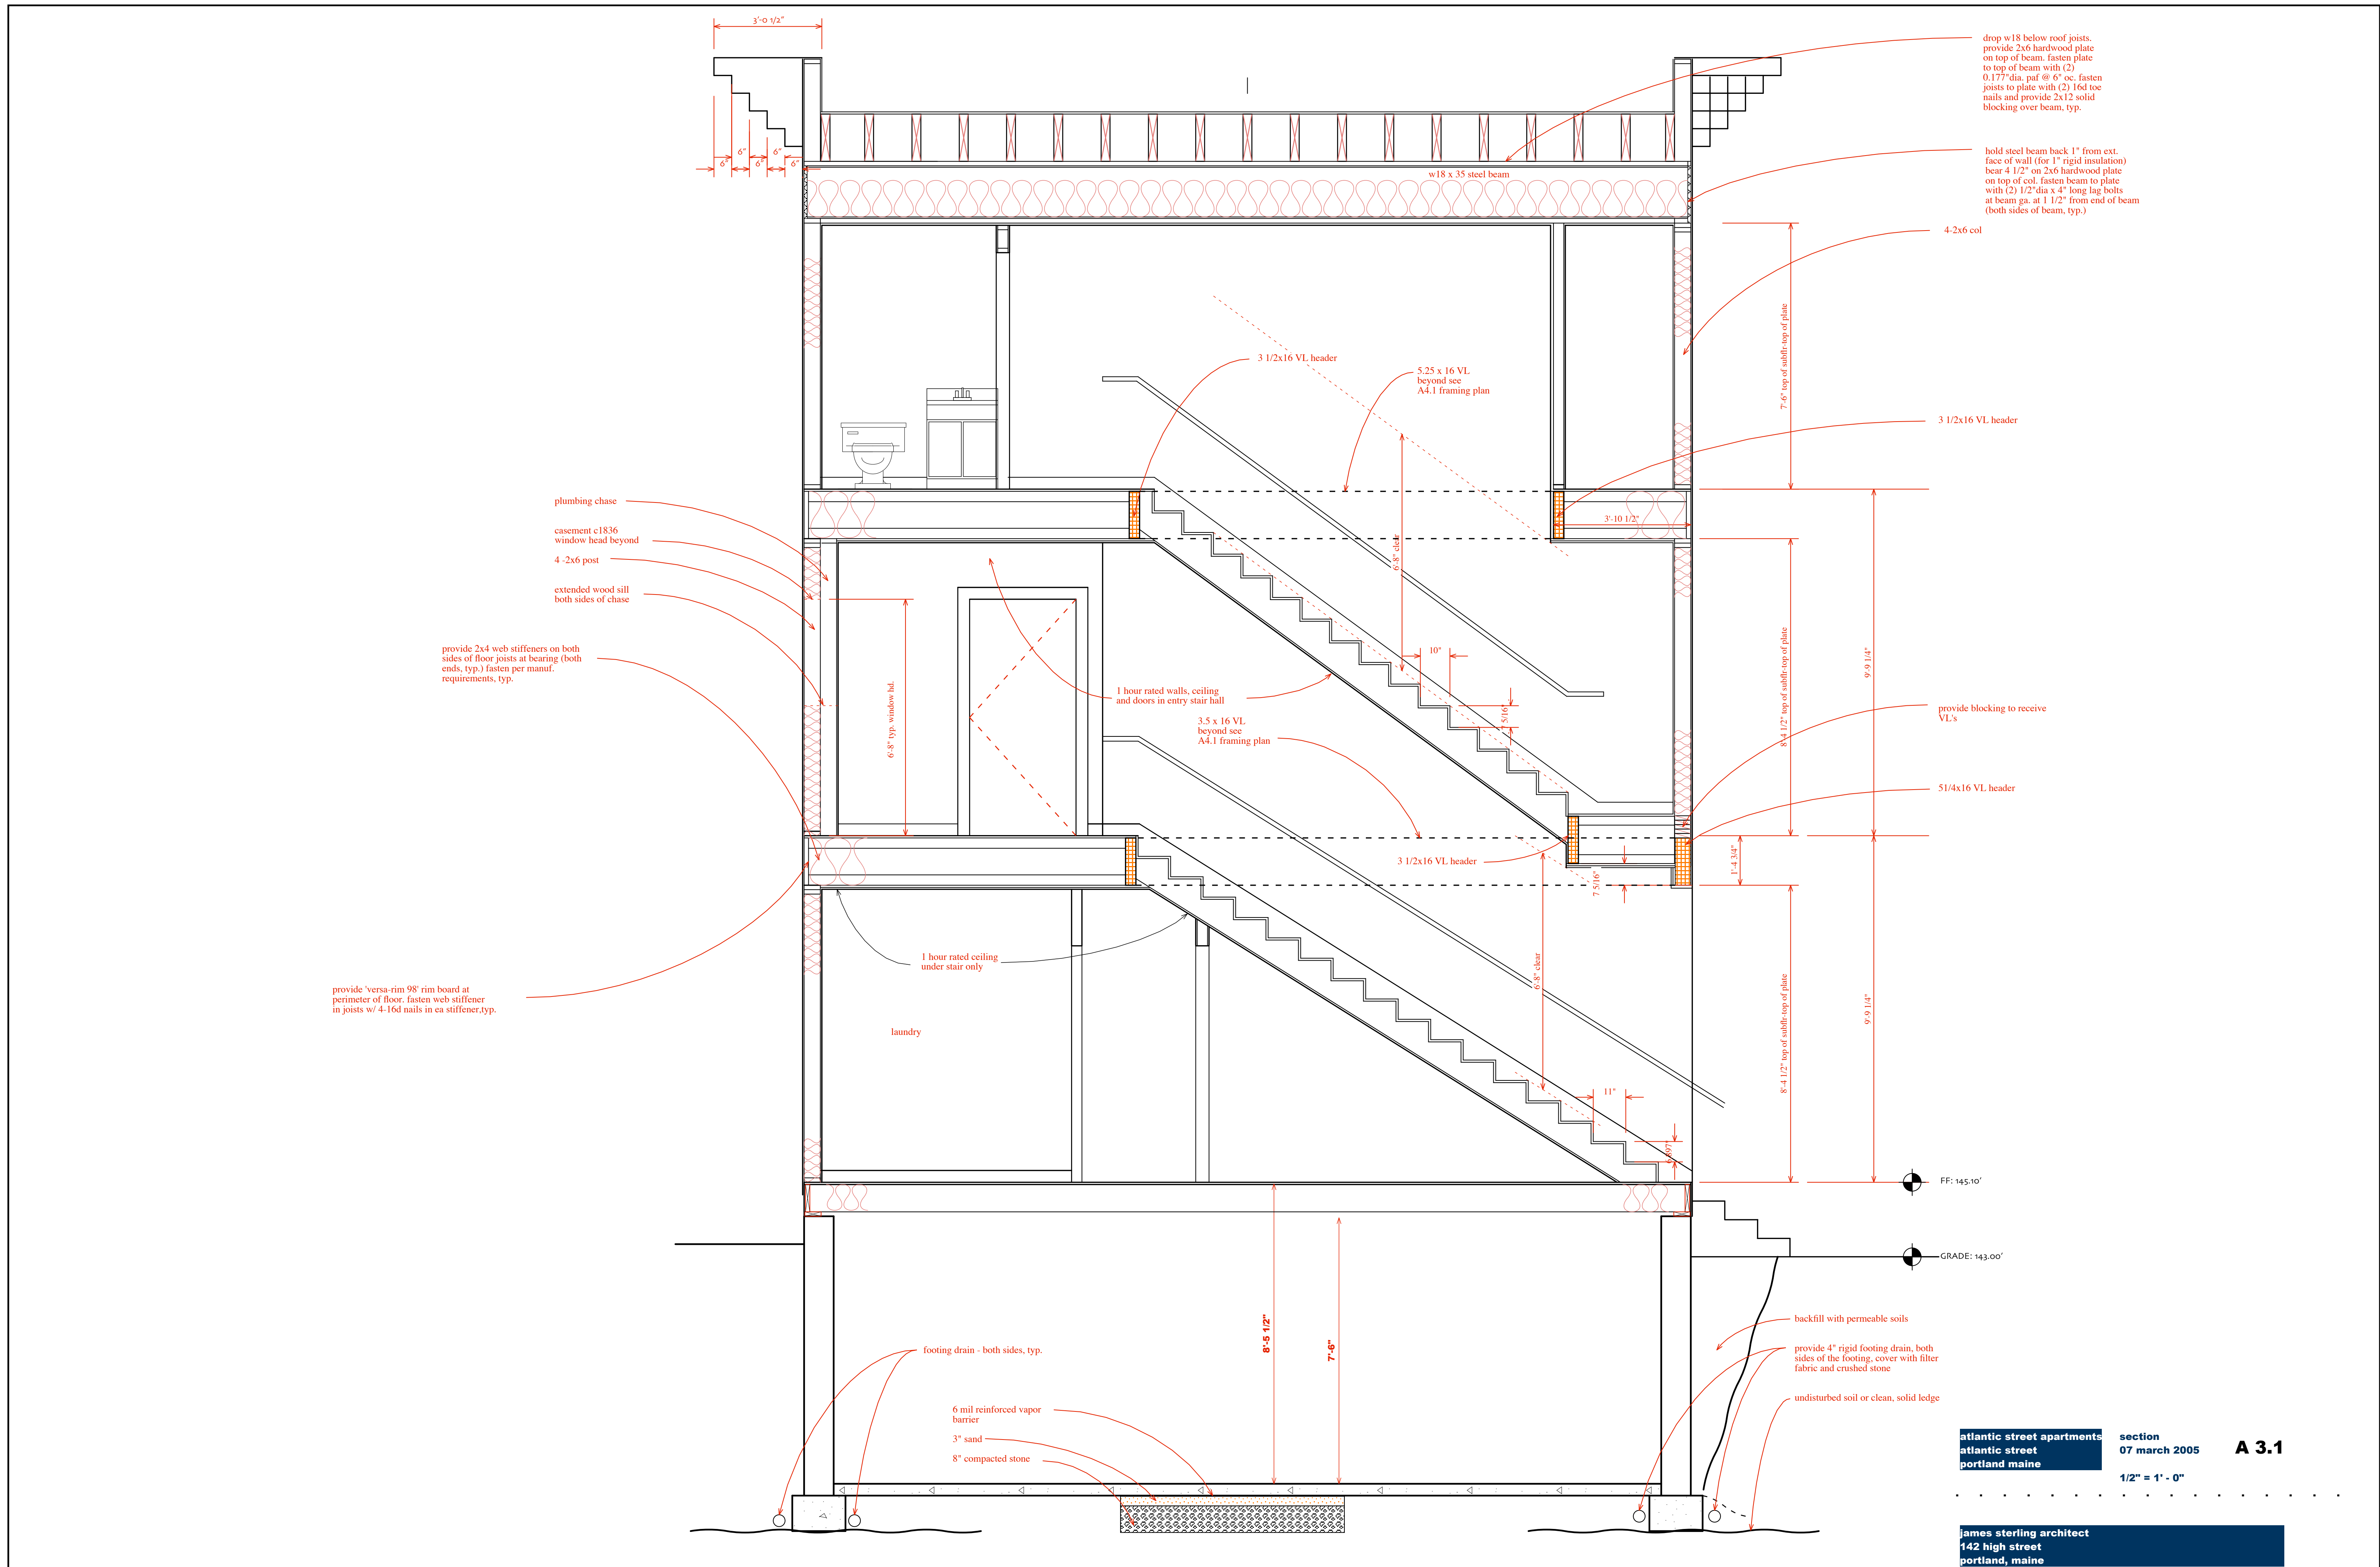 3'-0 1/2"
drop w18 below roof joists.
provide 2x6 hardwood plate
on top of beam. fasten plate
to top of beam with (2)
0.177"dia. paf @ 6" oc. fasten
joists to plate with (2) 16d toe
nails and provide 2x12 solid
blocking over beam, typ.
6"
6"
6"
6"
6"
w18 x 35 steel beam
hold steel beam back 1" from ext.
face of wall (for 1" rigid insulation)
bear 4 1/2" on 2x6 hardwood plate
on top of col. fasten beam to plate
with (2) 1/2"dia x 4" long lag bolts
at beam ga. at 1 1/2" from end of beam
(both sides of beam, typ.)
4-2x6 col
7'-6" top of subflr-top of plate
3 1/2x16 VL header
5.25 x 16 VL
beyond see
A4.1 framing plan
3 1/2x16 VL header
plumbing chase
casement c1836
window head beyond
4 -2x6 post
extended wood sill
both sides of chase
3'-10 1/2"
6'-8" clear
provide 2x4 web stiffeners on both
sides of floor joists at bearing (both
ends, typ.) fasten per manuf.
requirements, typ.
6'-8" typ. window hd.
1 hour rated walls, ceiling
and doors in entry stair hall
10"
7 5/16"
8'-4 1/2" top of subflr-top of plate
9'-9 1/4"
3.5 x 16 VL
beyond see
A4.1 framing plan
provide blocking to receive
VL's
51/4x16 VL header
3 1/2x16 VL header
7 5/16"
1'-4 3/4"
1 hour rated ceiling
under stair only
6'-8" clear
provide 'versa-rim 98' rim board at
perimeter of floor. fasten web stiffener
in joists w/ 4-16d nails in ea stiffener,typ.
laundry
8'-4 1/2" top of subflr-top of plate
9'-9 1/4"
11"
FF: 145.10'
GRADE: 143.00'
8'-5 1/2"
7'-6"
backfill with permeable soils
footing drain - both sides, typ.
provide 4" rigid footing drain, both
sides of the footing, cover with filter
fabric and crushed stone
undisturbed soil or clean, solid ledge
6 mil reinforced vapor
barrier
3" sand
8" compacted stone
atlantic street apartments
atlantic street
portland maine
section
07 march 2005
A 3.1
1/2" = 1' - 0"
james sterling architect
142 high street
portland, maine